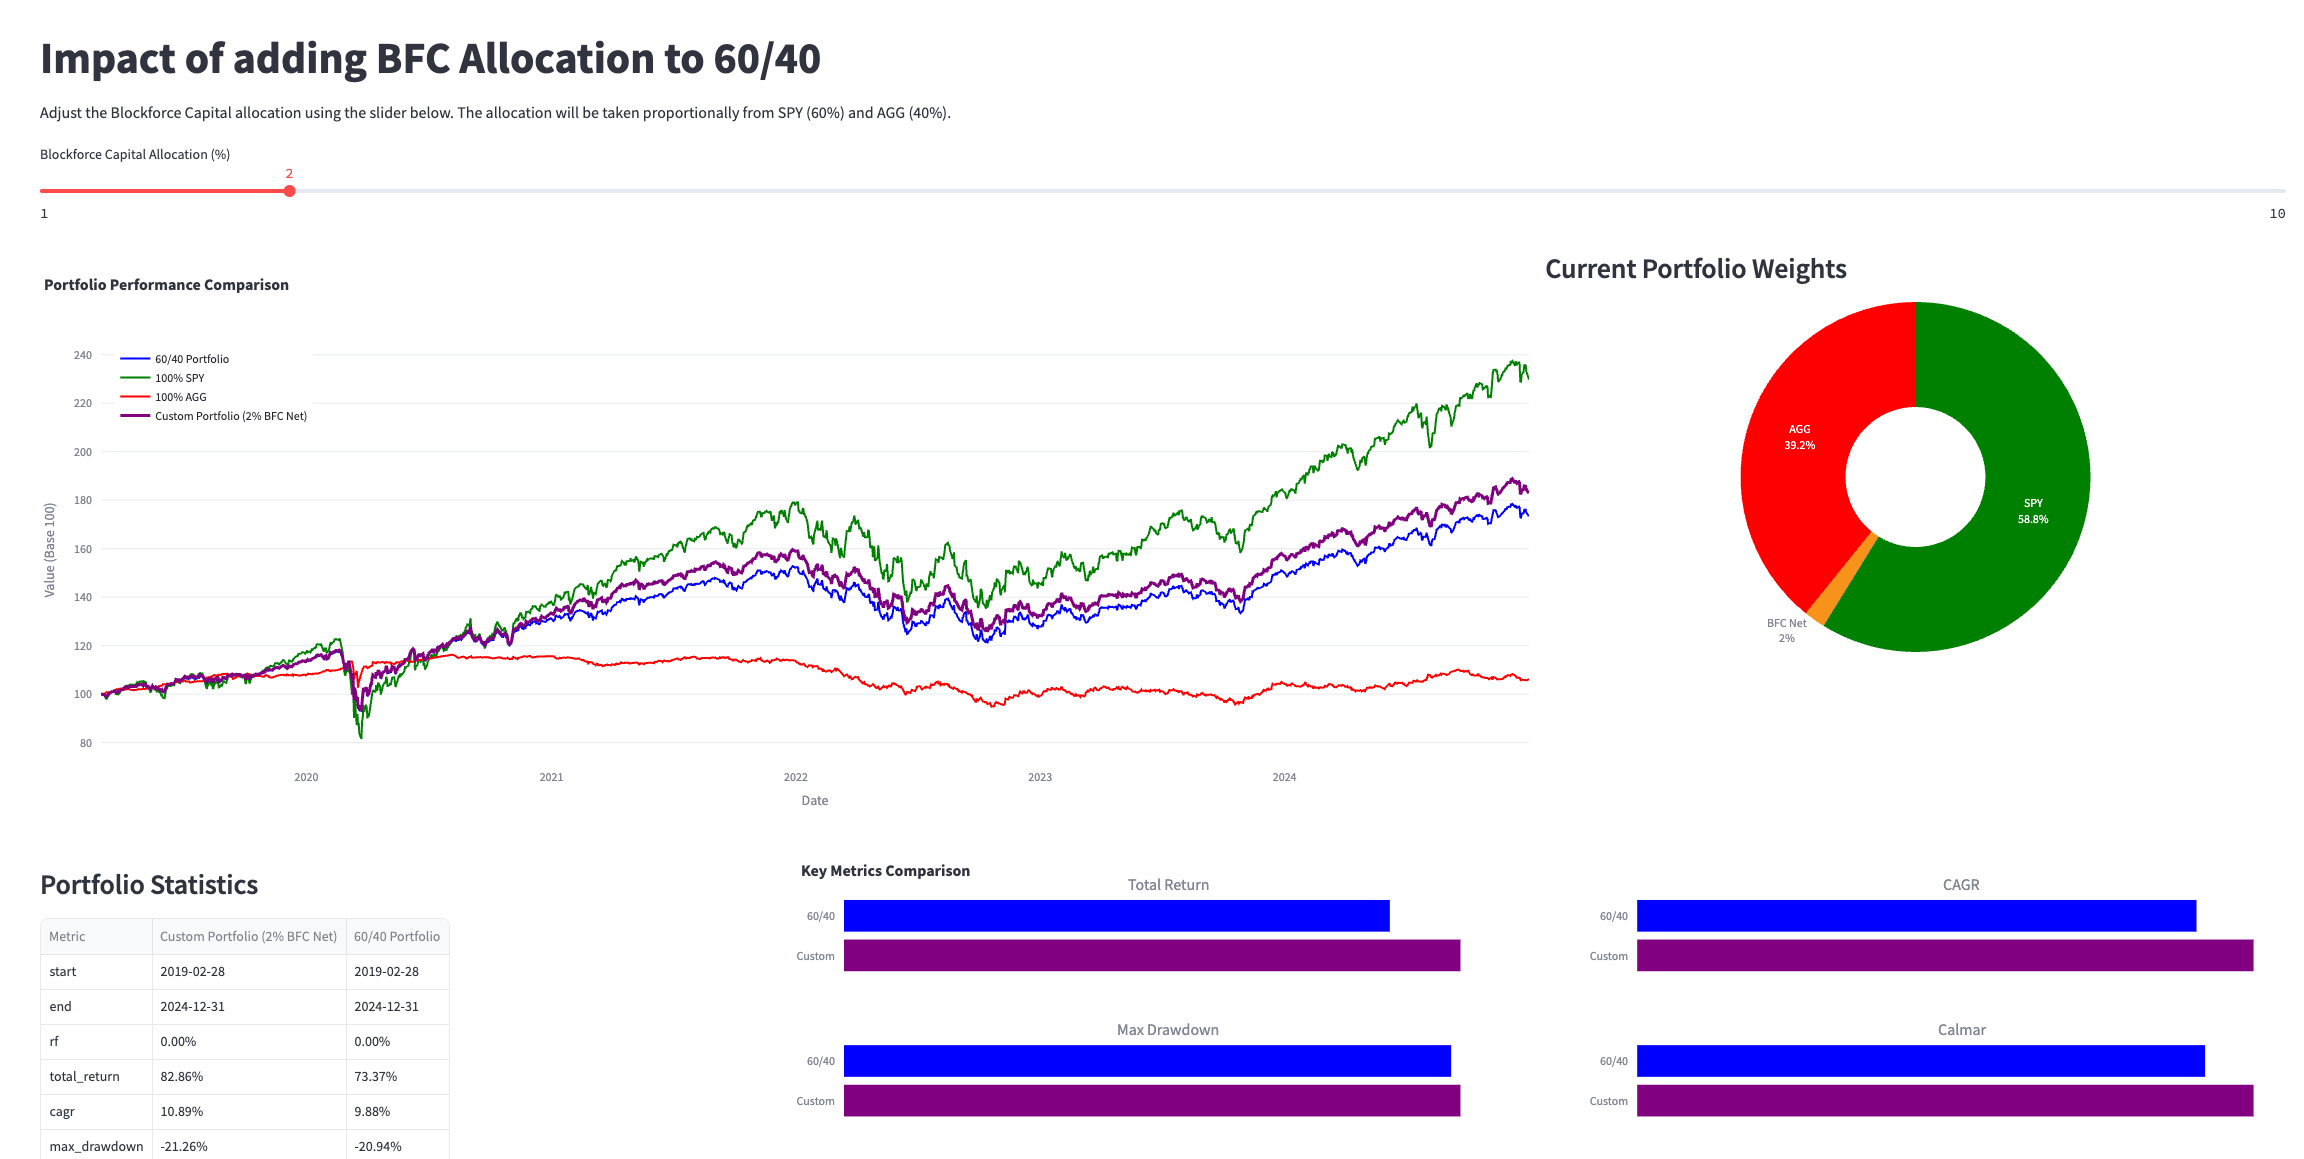 Impact of adding BFC Allocation to 60/40
Adjust the Blockforce Capital allocation using the slider below. The allocation will be taken proportionally from SPY (60%) and AGG (40%).
Blockforce Capital Allocation (%)
2
1
10
Portfolio Performance Comparison
60/40 Portfolio
100% SPY
100% AGG
Custom Portfolio (2% BFC Net)
240
220
200
180
160
140
120
100
80
Value (Base 100)
2020
2021
2022
2023
2024
Date
Current Portfolio Weights
AGG
39.2%
SPY
58.8%
BFC Net
2%
Portfolio Statistics
Metric Custom Portfolio (2% BFC Net) 60/40 Portfolio
start 2019-02-28 2019-02-28
end 2024-12-31 2024-12-31
rf 0.00% 0.00%
total_return 82.86% 73.37%
cagr 10.89% 9.88%
max_drawdown -21.26% -20.94%
Key Metrics Comparison
Total Return
60/40
Custom
CAGR
60/40
Custom
Max Drawdown
60/40
Custom
Calmar
60/40
Custom